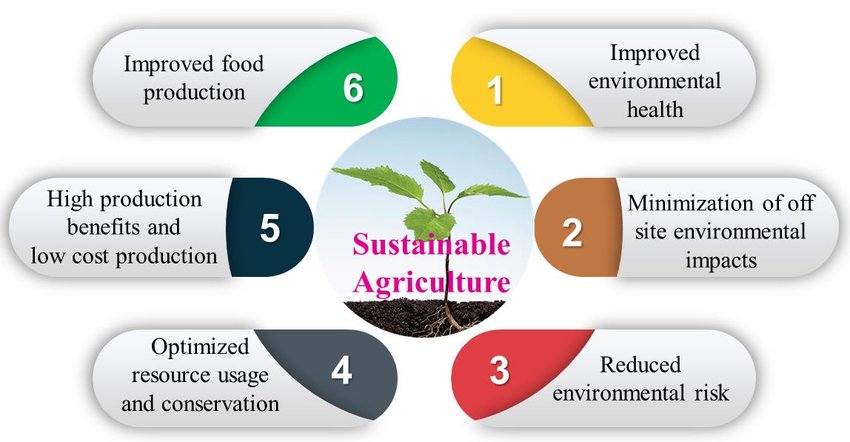 Improved food
production
6
1
Improved
environmental
health
High production
benefits and
low cost production
5
Sustainable
Agriculture
2
Minimization of off
site environmental
impacts
Optimized
resource usage
and conservation
4
3
Reduced
environmental risk